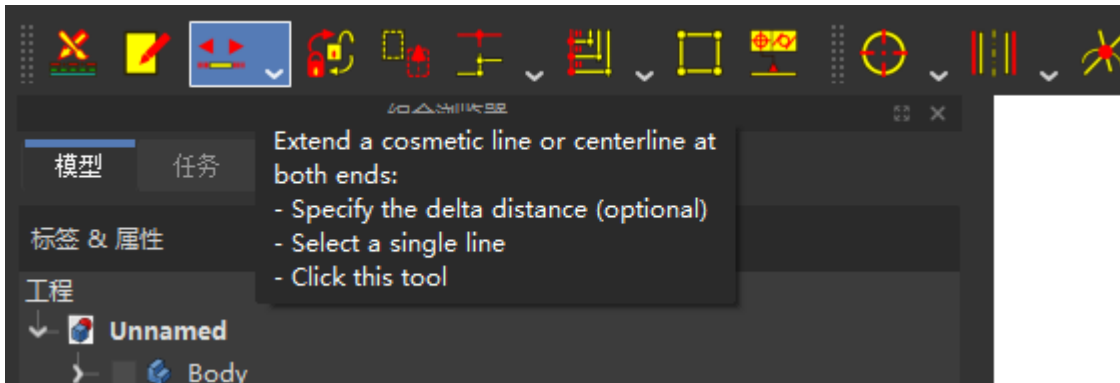 模型
任务
Extend a cosmetic line or centerline at
both ends:
- Specify the delta distance (optional)
- Select a single line
- Click this tool
标签 & 属性
工程
Unnamed
Body